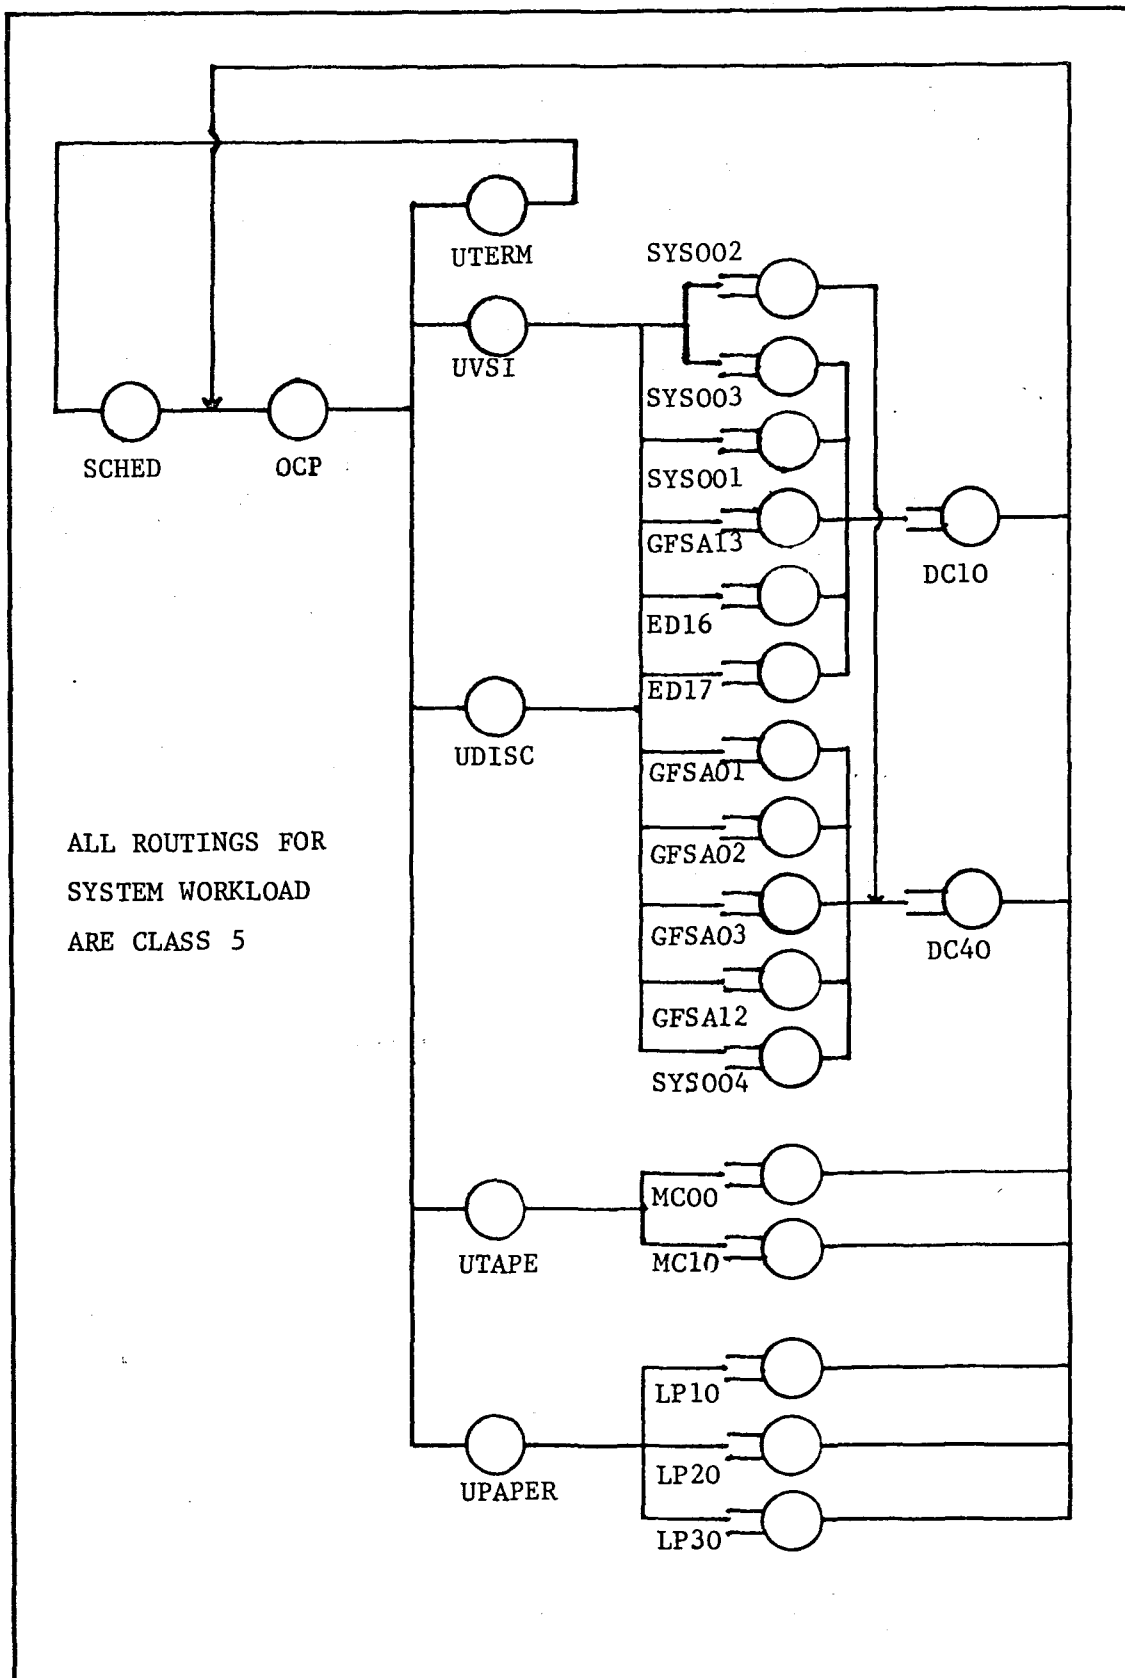 UTERM
SYS002
UVSI
SYS003
SCHED
OCP
SYS001
GFSA13
DC10
ED16
ED17
UDISC
GFSA01
ALL ROUTINGS FOR
SYSTEM WORKLOAD
ARE CLASS 5
GFSA02
GFSA03
DC40
GFSA12
SYS004
MC00
UTAPE
MC10
LP10
LP20
UPAPER
LP30